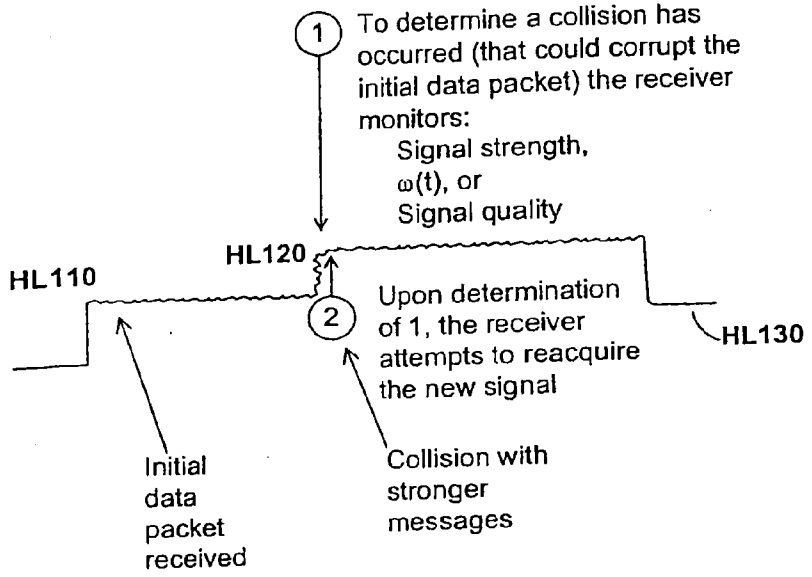 1
To determine a collision has
occurred (that could corrupt the
initial data packet) the receiver
monitors:
Signal strength,
ω(t), or
Signal quality
HL110
HL120
2
Upon determination
of 1, the receiver
attempts to reacquire
the new signal
HL130
Initial
data
packet
received
Collision with
stronger
messages